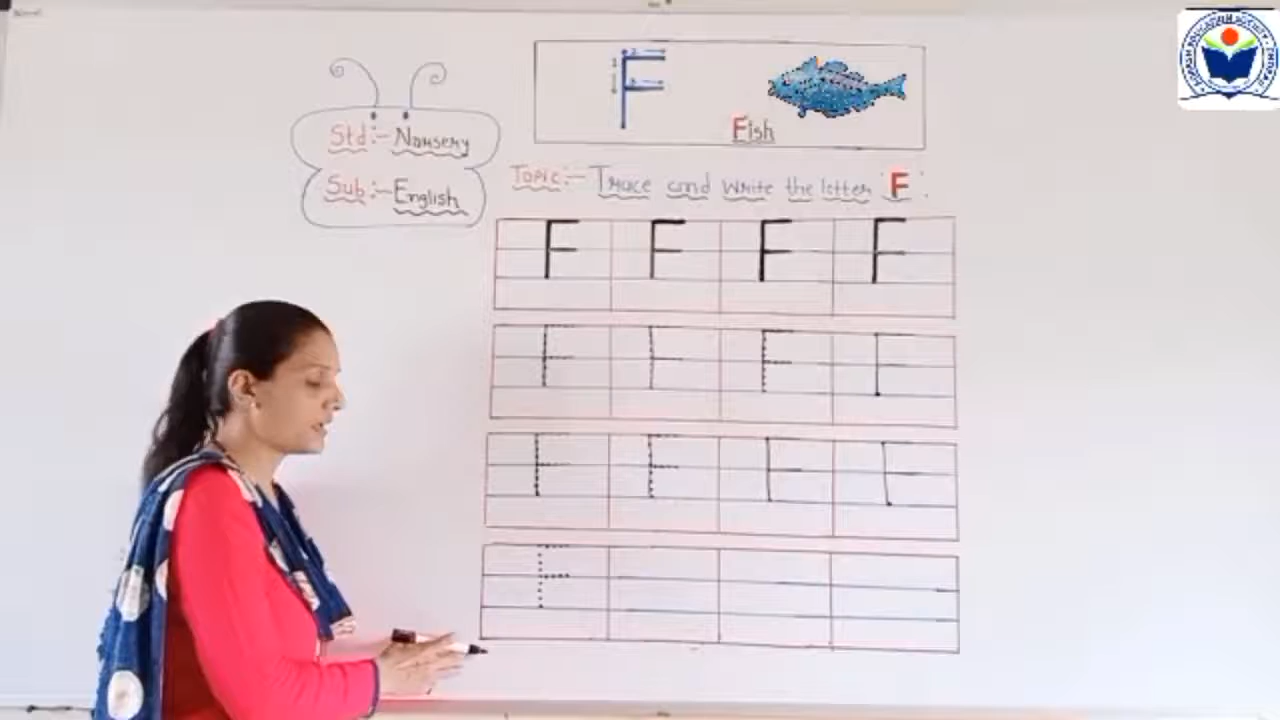 F
Fish
Std:- Nursery
Sub:- English
Topic:- Trace and write the letter 'F'.
F F F F
F F F F
F F F F
F